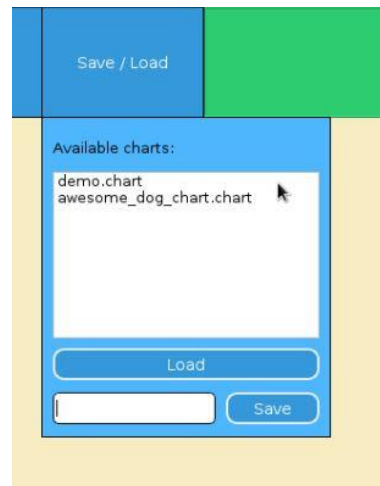 Save / Load
Available charts:
demo.chart
awesome_dog_chart.chart
Load
Save